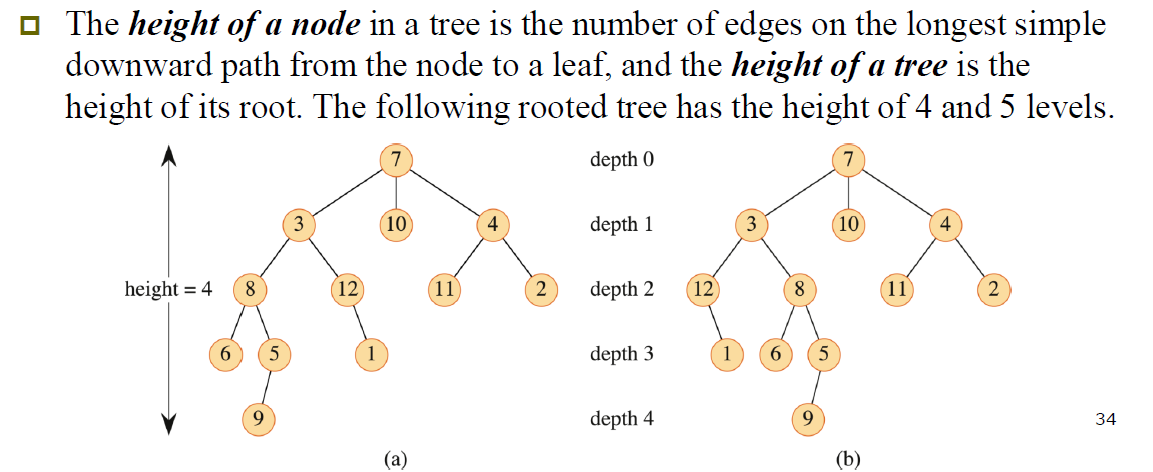 The height of a node in a tree is the number of edges on the longest simple
downward path from the node to a leaf, and the height of a tree is the
height of its root. The following rooted tree has the height of 4 and 5 levels.
7 depth 0 7
3 10 4 depth 1 3 10 4
height = 4 8 12 11 2 depth 2 12 8 11 2
6 5 1 depth 3 1 6 5
9 depth 4 9 34
(a) (b)